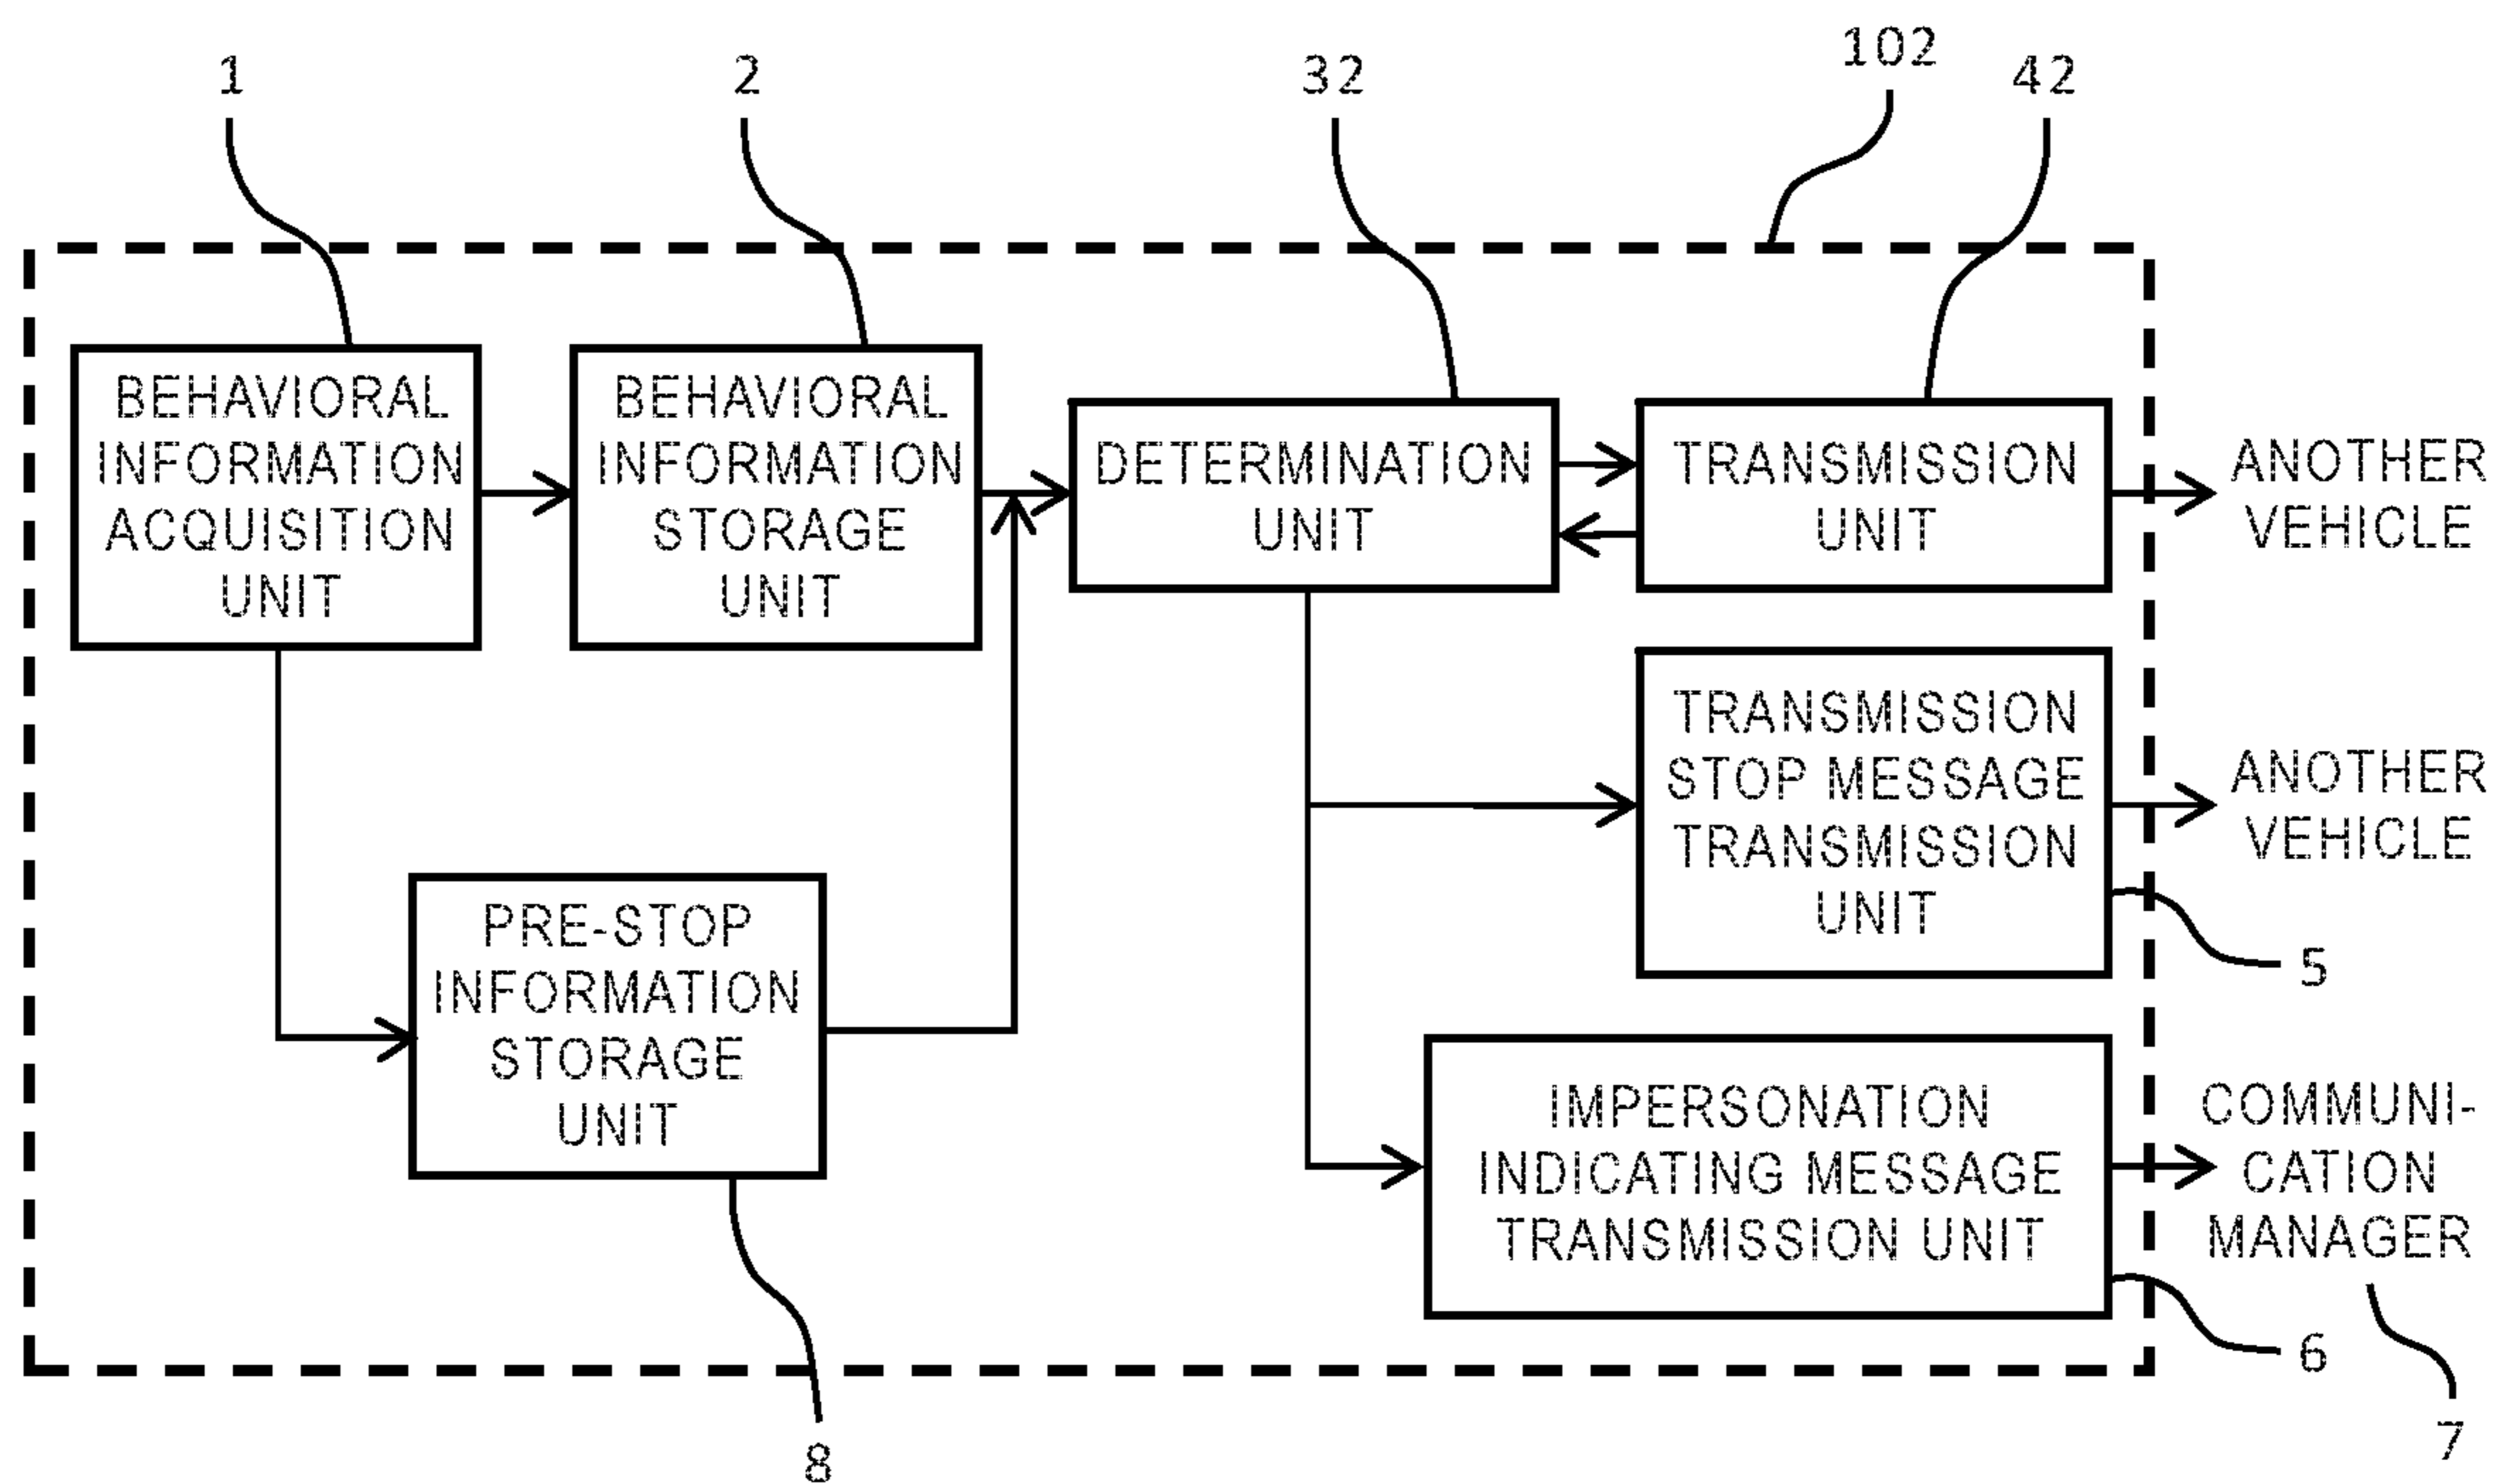 1
2
32
102
42
BEHAVIORAL
INFORMATION
ACQUISITION
UNIT
BEHAVIORAL
INFORMATION
STORAGE
UNIT
DETERMINATION
UNIT
TRANSMISSION
UNIT
ANOTHER
VEHICLE
TRANSMISSION
STOP MESSAGE
TRANSMISSION
UNIT
ANOTHER
VEHICLE
5
PRE-STOP
INFORMATION
STORAGE
UNIT
IMPERSONATION
INDICATING MESSAGE
TRANSMISSION UNIT
COMMUNI-
CATION
MANAGER
6
7
8